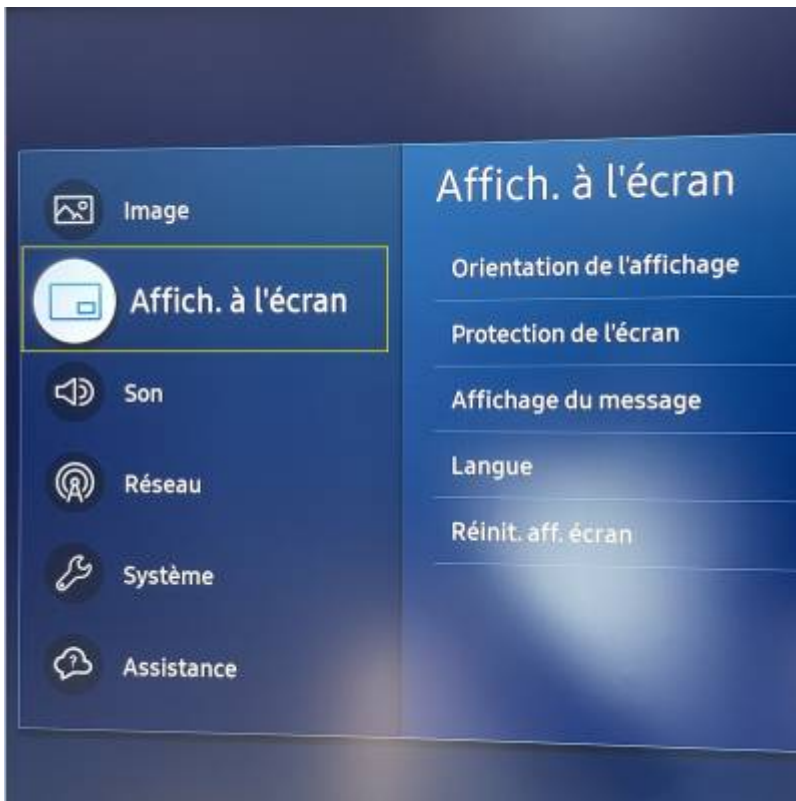 Image
Affich. à l'écran
Son
Réseau
Système
Assistance
Affich. à l'écran
Orientation de l'affichage
Protection de l'écran
Affichage du message
Langue
Réinit. aff. écran